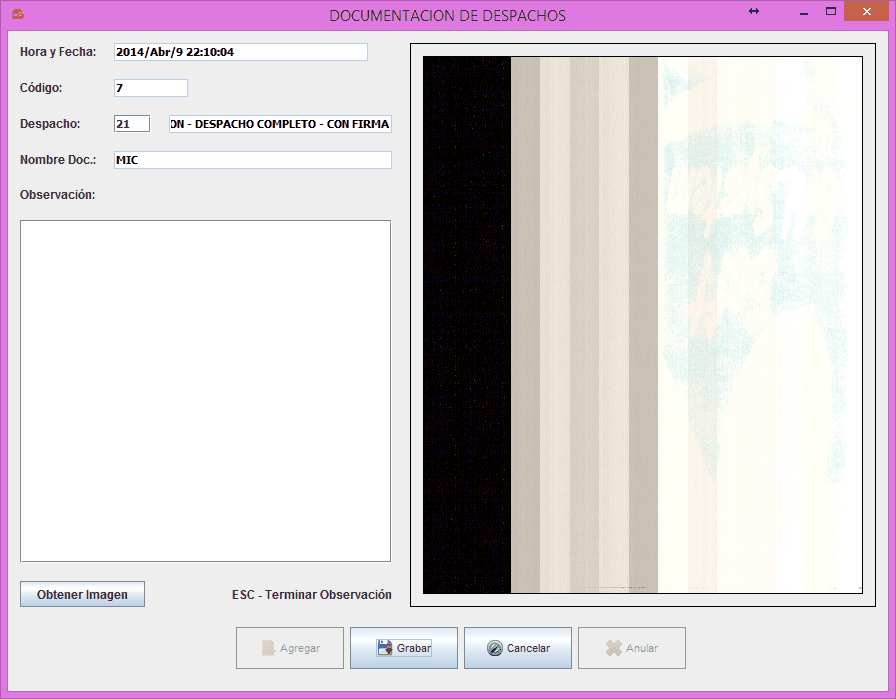 DOCUMENTACION DE DESPACHOS
Hora y Fecha: 2014/Abr/9 22:10:04
Código: 7
Despacho: 21 ON - DESPACHO COMPLETO - CON FIRMA
Nombre Doc.: MIC
Observación:
Obtener Imagen ESC - Terminar Observación
Agregar Grabar Cancelar Anular